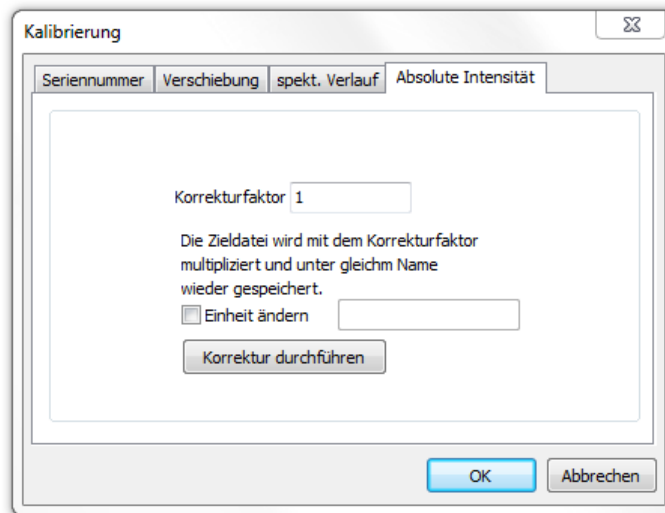 Kalibrierung
Seriennummer Verschiebung spekt. Verlauf Absolute Intensität
Korrekturfaktor 1
Die Zieldatei wird mit dem Korrekturfaktor
multipliziert und unter gleichm Name
wieder gespeichert.
Einheit ändern
Korrektur durchführen
OK Abbrechen